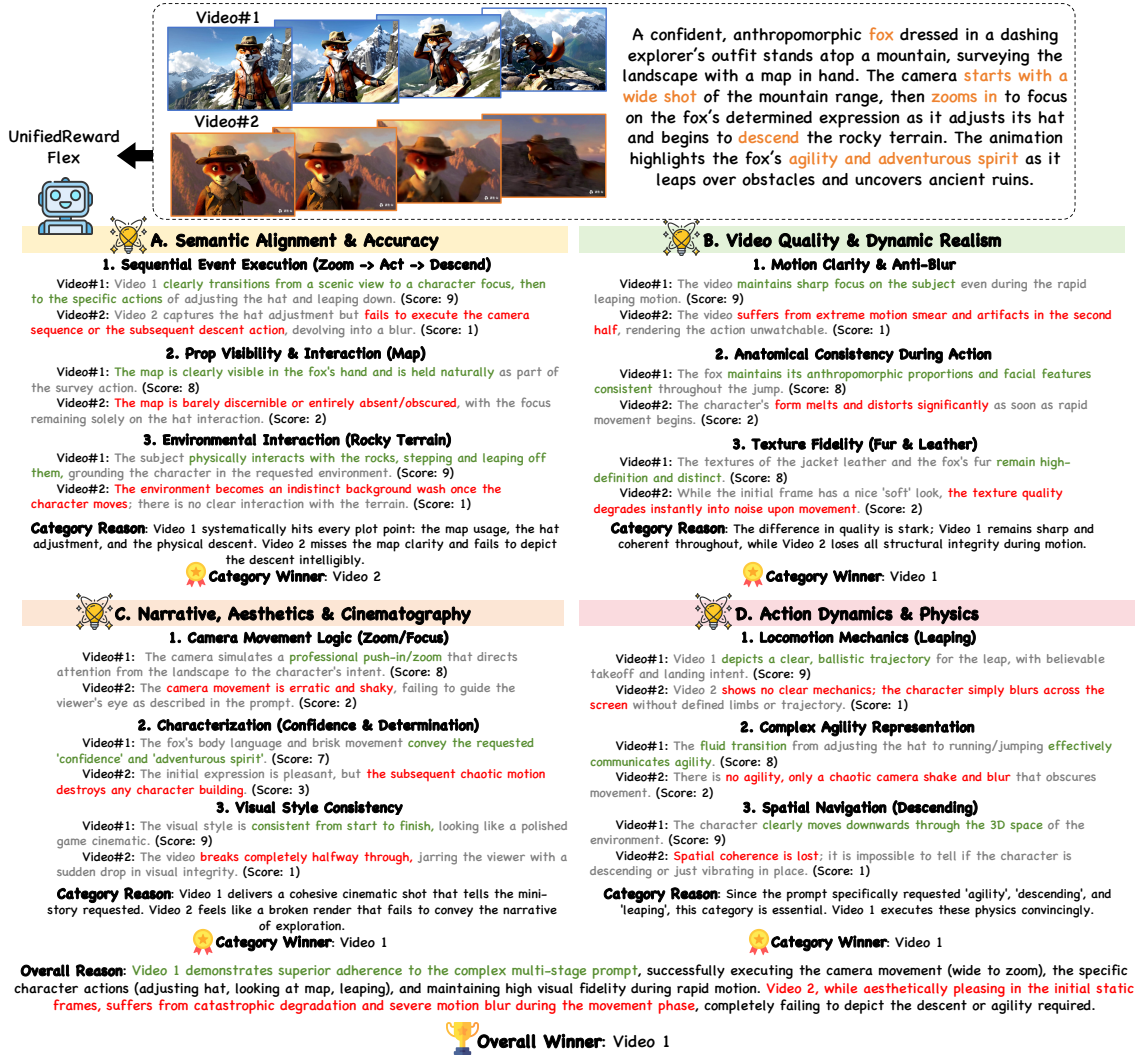 Video#1
Video#2
UnifiedReward
Flex
A confident, anthropomorphic fox dressed in a dashing
explorer's outfit stands atop a mountain, surveying the
landscape with a map in hand. The camera starts with a
wide shot of the mountain range, then zooms in to focus
on the fox's determined expression as it adjusts its hat
and begins to descend the rocky terrain. The animation
highlights the fox's agility and adventurous spirit as it
leaps over obstacles and uncovers ancient ruins.
A. Semantic Alignment & Accuracy
1. Sequential Event Execution (Zoom -> Act -> Descend)
Video#1: Video 1 clearly transitions from a scenic view to a character focus, then
to the specific actions of adjusting the hat and leaping down. (Score: 9)
Video#2: Video 2 captures the hat adjustment but fails to execute the camera
sequence or the subsequent descent action, devolving into a blur. (Score: 1)
2. Prop Visibility & Interaction (Map)
Video#1: The map is clearly visible in the fox's hand and is held naturally as part of
the survey action. (Score: 8)
Video#2: The map is barely discernible or entirely absent/obscured, with the focus
remaining solely on the hat interaction. (Score: 2)
3. Environmental Interaction (Rocky Terrain)
Video#1: The subject physically interacts with the rocks, stepping and leaping off
them, grounding the character in the requested environment. (Score: 9)
Video#2: The environment becomes an indistinct background wash once the
character moves; there is no clear interaction with the terrain. (Score: 1)
Category Reason: Video 1 systematically hits every plot point: the map usage, the hat
adjustment, and the physical descent. Video 2 misses the map clarity and fails to depict
the descent intelligibly.
Category Winner: Video 2
B. Video Quality & Dynamic Realism
1. Motion Clarity & Anti-Blur
Video#1: The video maintains sharp focus on the subject even during the rapid
leaping motion. (Score: 9)
Video#2: The video suffers from extreme motion smear and artifacts in the second
half, rendering the action unwatchable. (Score: 1)
2. Anatomical Consistency During Action
Video#1: The fox maintains its anthropomorphic proportions and facial features
consistent throughout the jump. (Score: 8)
Video#2: The character's form melts and distorts significantly as soon as rapid
movement begins. (Score: 2)
3. Texture Fidelity (Fur & Leather)
Video#1: The textures of the jacket leather and the fox's fur remain high-
definition and distinct. (Score: 8)
Video#2: While the initial frame has a nice 'soft' look, the texture quality
degrades instantly into noise upon movement. (Score: 2)
Category Reason: The difference in quality is stark; Video 1 remains sharp and
coherent throughout, while Video 2 loses all structural integrity during motion.
Category Winner: Video 1
C. Narrative, Aesthetics & Cinematography
1. Camera Movement Logic (Zoom/Focus)
Video#1: The camera simulates a professional push-in/zoom that directs
attention from the landscape to the character's intent. (Score: 8)
Video#2: The camera movement is erratic and shaky, failing to guide the
viewer's eye as described in the prompt. (Score: 2)
2. Characterization (Confidence & Determination)
Video#1: The fox's body language and brisk movement convey the requested
'confidence' and 'adventurous spirit'. (Score: 7)
Video#2: The initial expression is pleasant, but the subsequent chaotic motion
destroys any character building. (Score: 3)
3. Visual Style Consistency
Video#1: The visual style is consistent from start to finish, looking like a polished
game cinematic. (Score: 9)
Video#2: The video breaks completely halfway through, jarring the viewer with a
sudden drop in visual integrity. (Score: 1)
Category Reason: Video 1 delivers a cohesive cinematic shot that tells the mini-
story requested. Video 2 feels like a broken render that fails to convey the narrative
of exploration.
Category Winner: Video 1
D. Action Dynamics & Physics
1. Locomotion Mechanics (Leaping)
Video#1: Video 1 depicts a clear, ballistic trajectory for the leap, with believable
takeoff and landing intent. (Score: 9)
Video#2: Video 2 shows no clear mechanics; the character simply blurs across the
screen without defined limbs or trajectory. (Score: 1)
2. Complex Agility Representation
Video#1: The fluid transition from adjusting the hat to running/jumping effectively
communicates agility. (Score: 8)
Video#2: There is no agility, only a chaotic camera shake and blur that obscures
movement. (Score: 2)
3. Spatial Navigation (Descending)
Video#1: The character clearly moves downwards through the 3D space of the
environment. (Score: 9)
Video#2: Spatial coherence is lost; it is impossible to tell if the character is
descending or just vibrating in place. (Score: 1)
Category Reason: Since the prompt specifically requested 'agility', 'descending', and
'leaping', this category is essential. Video 1 executes these physics convincingly.
Category Winner: Video 1
Overall Reason: Video 1 demonstrates superior adherence to the complex multi-stage prompt, successfully executing the camera movement (wide to zoom), the specific
character actions (adjusting hat, looking at map, leaping), and maintaining high visual fidelity during rapid motion. Video 2, while aesthetically pleasing in the initial static
frames, suffers from catastrophic degradation and severe motion blur during the movement phase, completely failing to depict the descent or agility required.
Overall Winner: Video 1